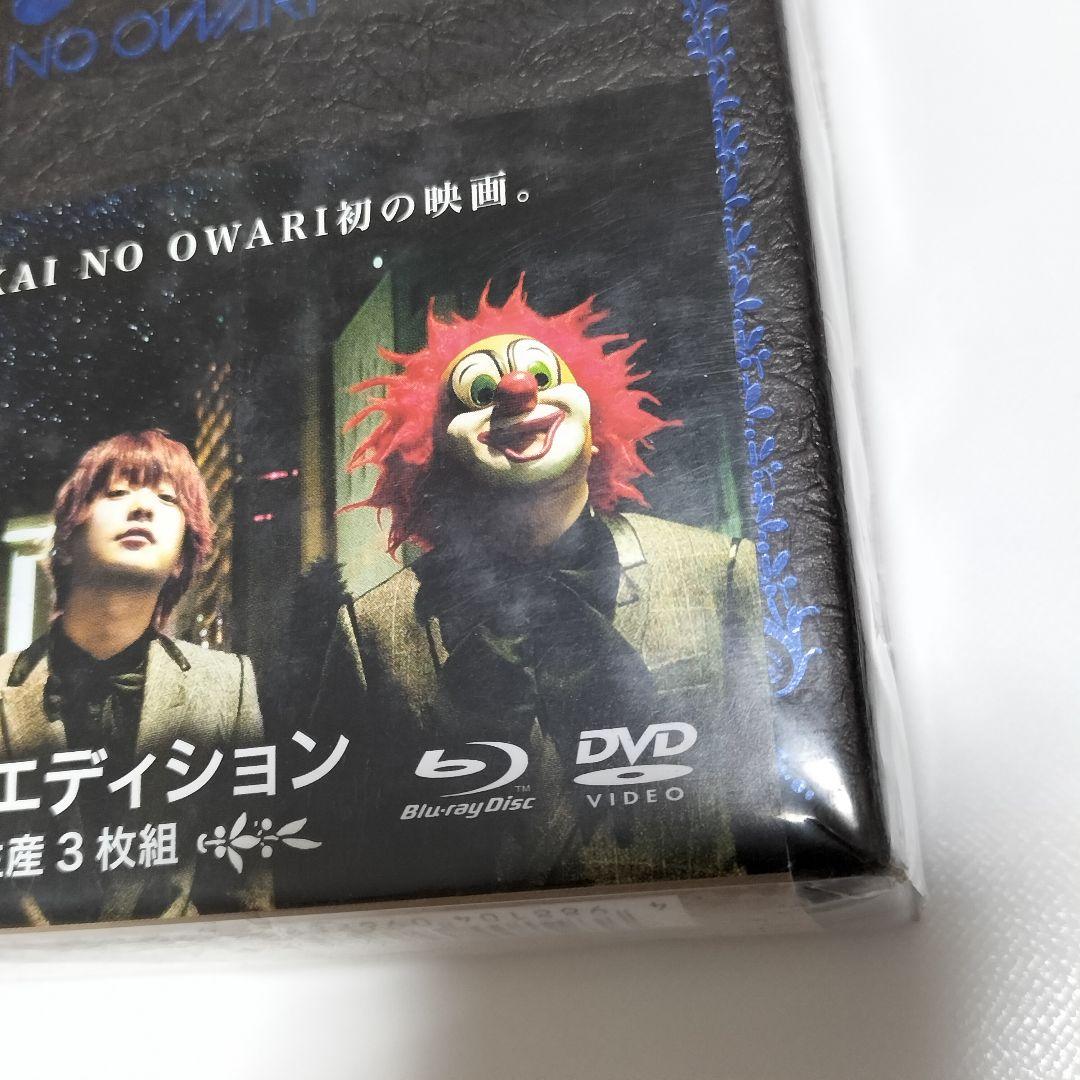 NO OWARI
KAI NO OWARI初の映画。
エディション
産3枚組
Blu-ray Disc™
DVD
VIDEO